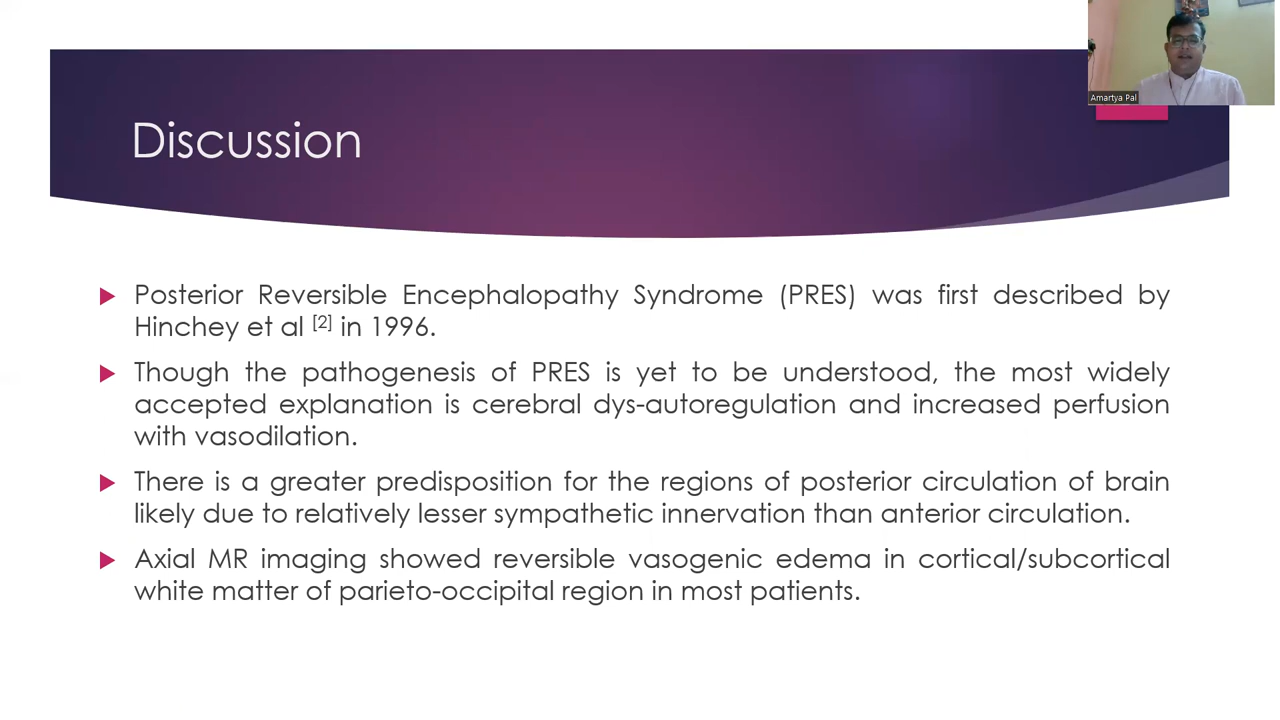 Amartya Pal
Discussion
Posterior Reversible Encephalopathy Syndrome (PRES) was first described by
Hinchey et al [2] in 1996.
Though the pathogenesis of PRES is yet to be understood, the most widely
accepted explanation is cerebral dys-autoregulation and increased perfusion
with vasodilation.
There is a greater predisposition for the regions of posterior circulation of brain
likely due to relatively lesser sympathetic innervation than anterior circulation.
Axial MR imaging showed reversible vasogenic edema in cortical/subcortical
white matter of parieto-occipital region in most patients.